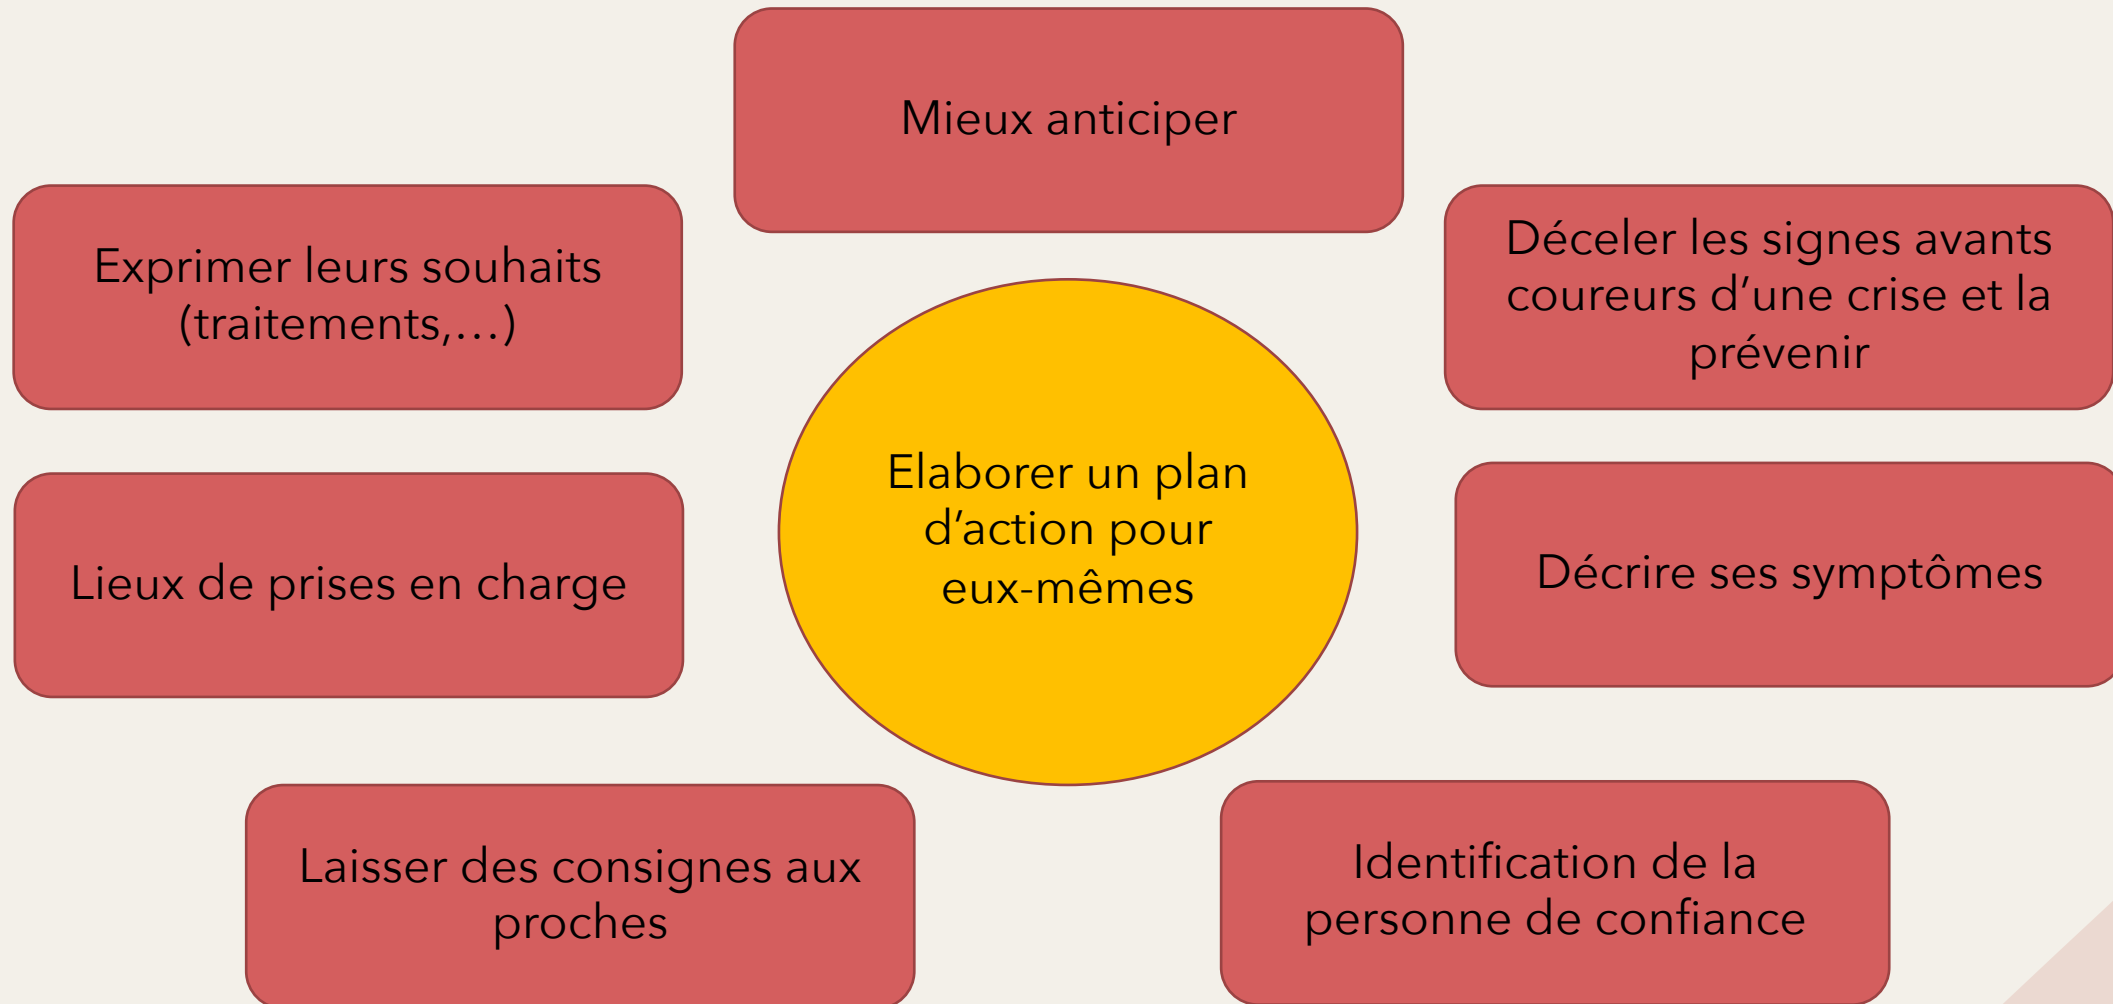 Mieux anticiper
Exprimer leurs souhaits
(traitements,…)
Déceler les signes avants
coureurs d’une crise et la
prévenir
Elaborer un plan
d’action pour
eux-mêmes
Lieux de prises en charge
Décrire ses symptômes
Laisser des consignes aux
proches
Identification de la
personne de confiance